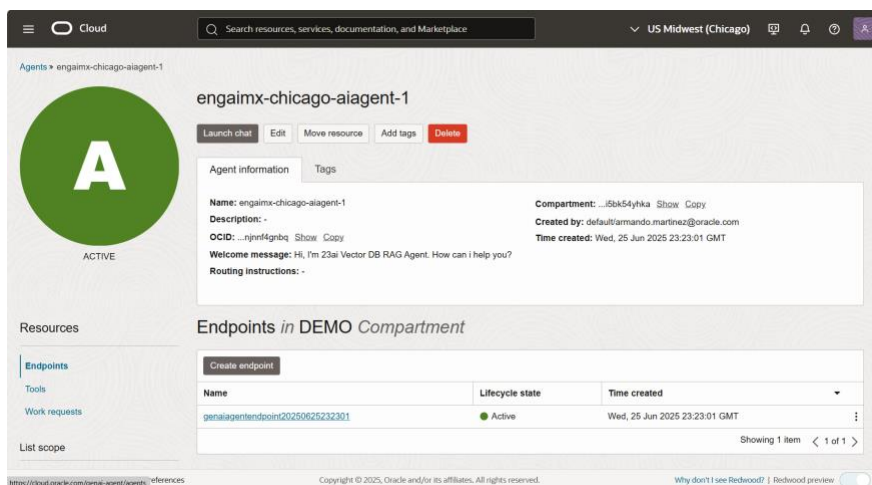 Cloud
Search resources, services, documentation, and Marketplace
US Midwest (Chicago)
Agents » engaimx-chicago-aiagent-1
A
ACTIVE
engaimx-chicago-aiagent-1
Launch chat Edit Move resource Add tags Delete
Agent information Tags
Name: engaimx-chicago-aiagent-1
Description: -
OCID: ...njnnf4gnbq Show Copy
Welcome message: Hi, I'm 23ai Vector DB RAG Agent. How can i help you?
Routing instructions: -
Compartment: ...i5bk54yhka Show Copy
Created by: default/armando.martinez@oracle.com
Time created: Wed, 25 Jun 2025 23:23:01 GMT
Resources
Endpoints
Tools
Work requests
List scope
Endpoints in DEMO Compartment
Create endpoint
Name Lifecycle state Time created
genaiagentendpoint20250625232301 Active Wed, 25 Jun 2025 23:23:01 GMT
Showing 1 item 1 of 1
https://cloud.oracle.com/genai-agent/agents eferences
Copyright © 2025, Oracle and/or its affiliates. All rights reserved.
Why don't I see Redwood? | Redwood preview